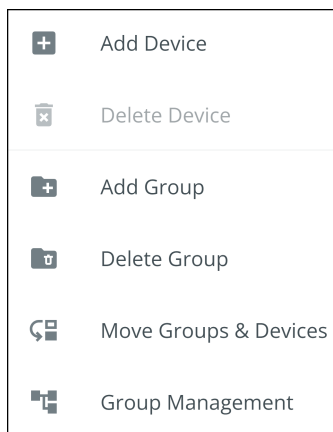 Add Device
Delete Device
Add Group
Delete Group
Move Groups & Devices
Group Management